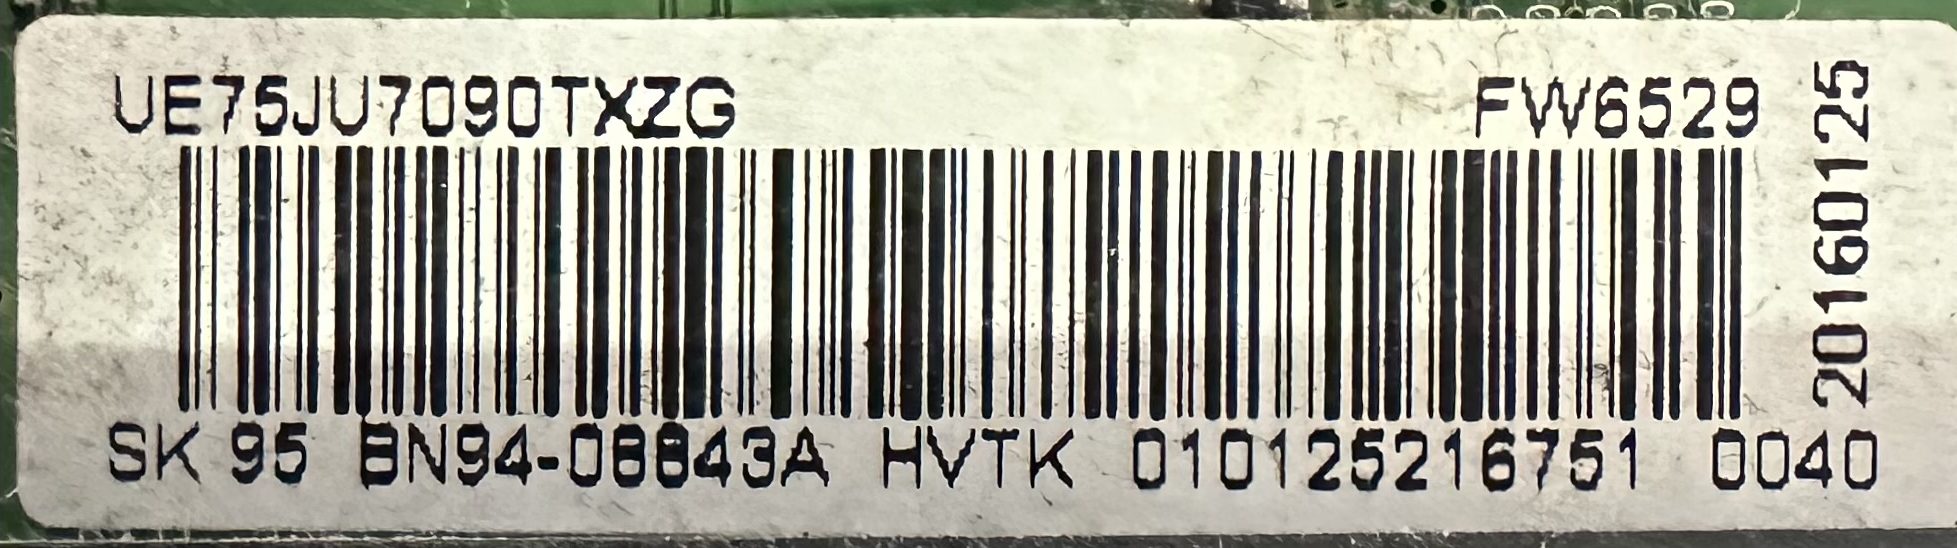 UE75JU7090TXZG FW6529
SK 95 BN94-08843A HVTK 010125216751 0040
20160125